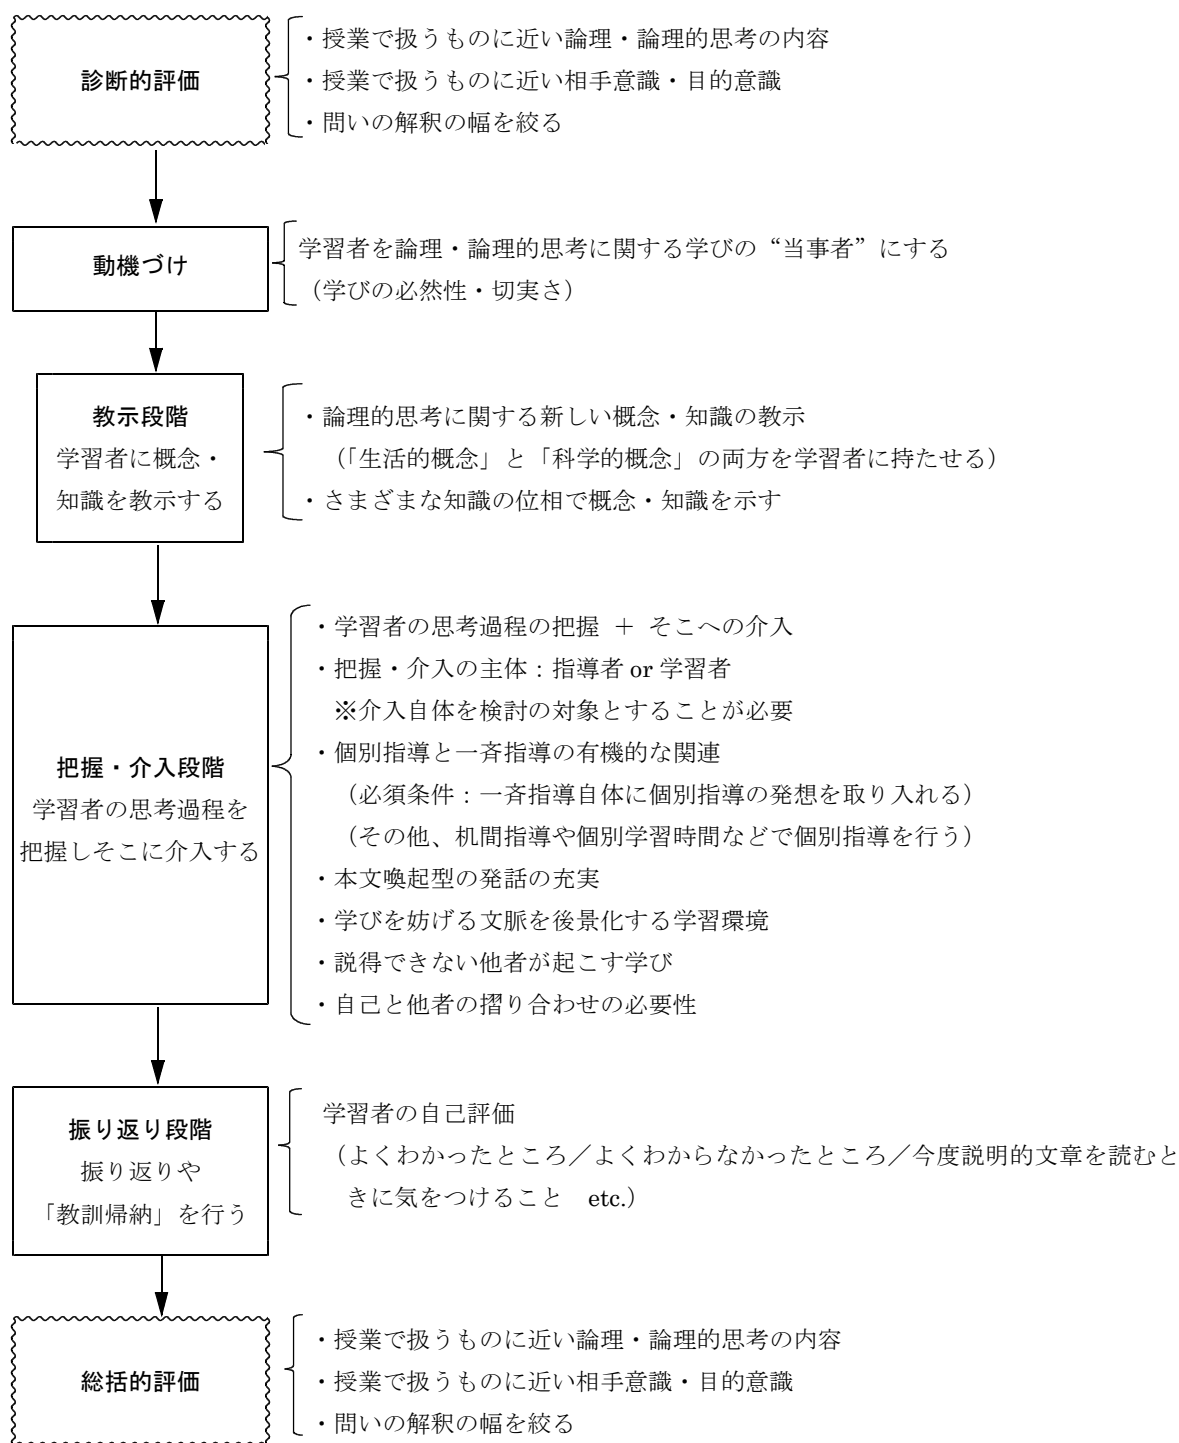 診断的評価
・授業で扱うものに近い論理・論理的思考の内容
・授業で扱うものに近い相手意識・目的意識
・問いの解釈の幅を絞る
動機づけ
学習者を論理・論理的思考に関する学びの“当事者”にする
（学びの必然性・切実さ）
教示段階
学習者に概念・
知識を教示する
・論理的思考に関する新しい概念・知識の教示
（「生活的概念」と「科学的概念」の両方を学習者に持たせる）
・さまざまな知識の位相で概念・知識を示す
把握・介入段階
学習者の思考過程を
把握しそこに介入する
・学習者の思考過程の把握 ＋ そこへの介入
・把握・介入の主体：指導者 or 学習者
※介入自体を検討の対象とすることが必要
・個別指導と一斉指導の有機的な関連
（必須条件：一斉指導自体に個別指導の発想を取り入れる）
（その他、机間指導や個別学習時間などで個別指導を行う）
・本文喚起型の発話の充実
・学びを妨げる文脈を後景化する学習環境
・説得できない他者が起こす学び
・自己と他者の摺り合わせの必要性
振り返り段階
振り返りや
「教訓帰納」を行う
学習者の自己評価
（よくわかったところ／よくわからなかったところ／今度説明的文章を読むと
きに気をつけること　etc.）
総括的評価
・授業で扱うものに近い論理・論理的思考の内容
・授業で扱うものに近い相手意識・目的意識
・問いの解釈の幅を絞る